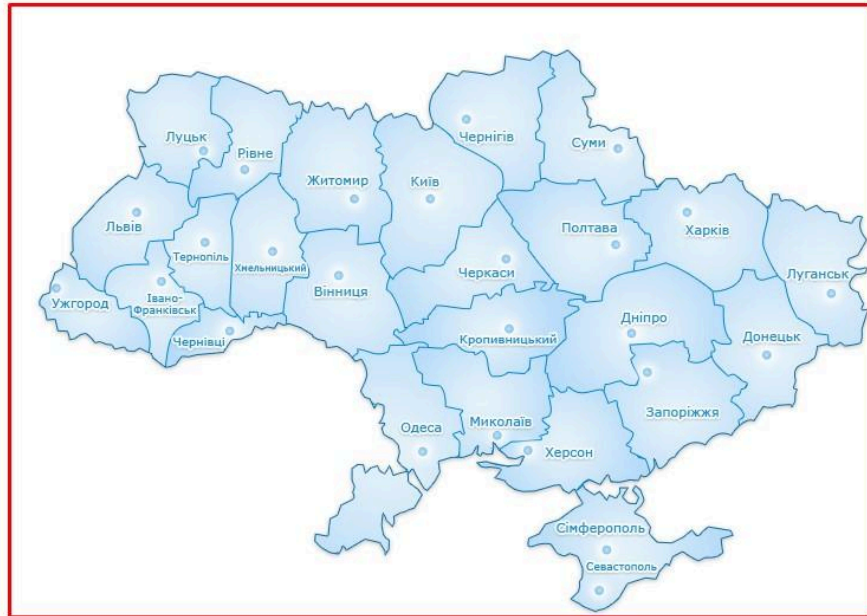 Чернігів
Суми
Луцьк
Рівне
Житомир
Київ
Львів
Полтава
Харків
Тернопіль
Хмельницький
Черкаси
Луганськ
Вінниця
Ужгород
Івано-
Франківськ
Дніпро
Чернівці
Кропивницький
Донецьк
Запоріжжя
Одеса
Миколаїв
Херсон
Сімферополь
Севастополь